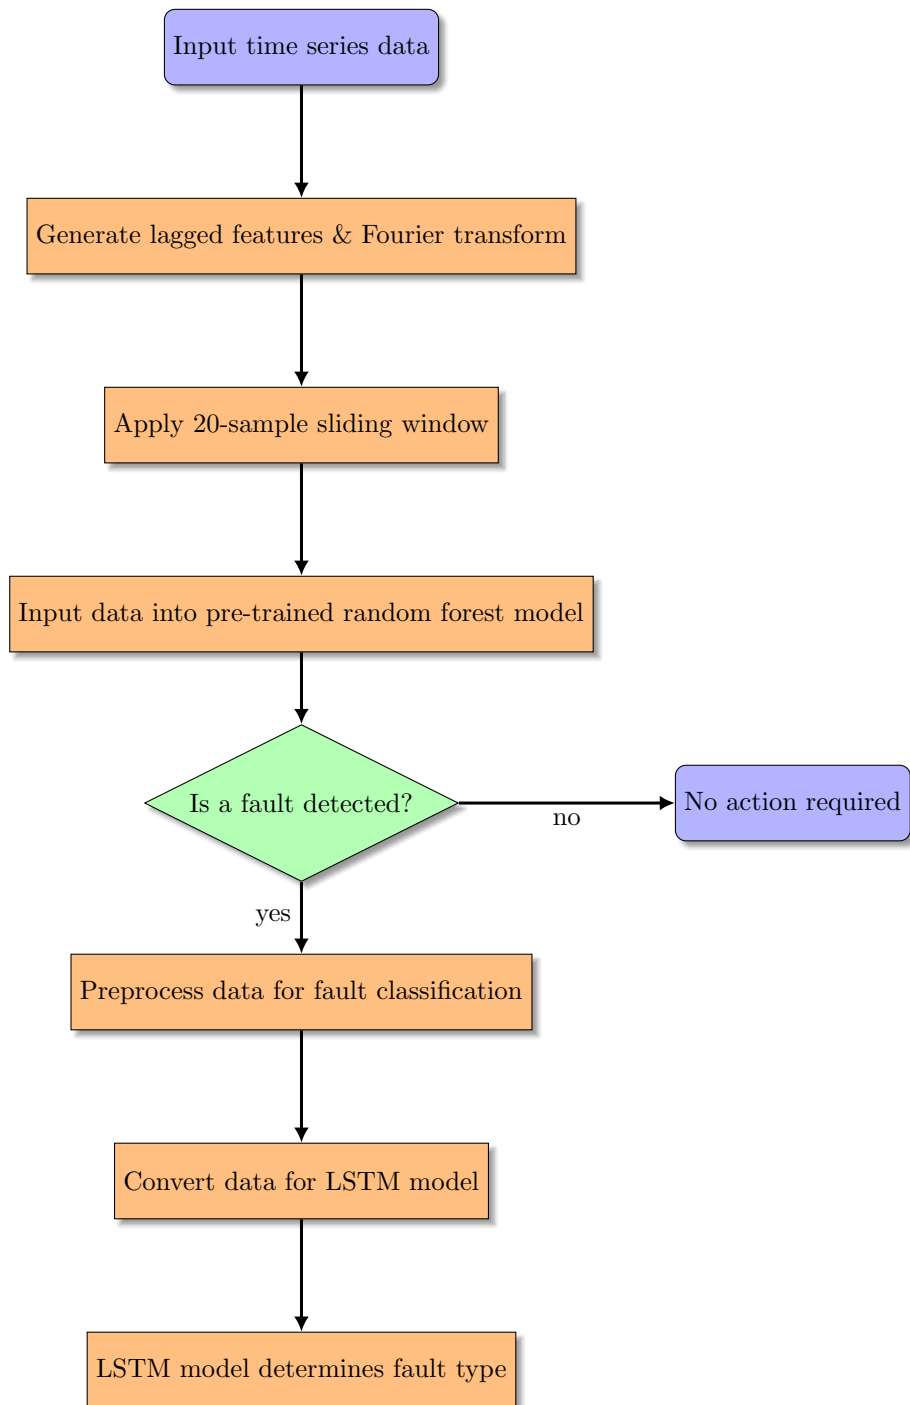 Input time series data
Generate lagged features & Fourier transform
Apply 20-sample sliding window
Input data into pre-trained random forest model
Is a fault detected?
no
No action required
yes
Preprocess data for fault classification
Convert data for LSTM model
LSTM model determines fault type